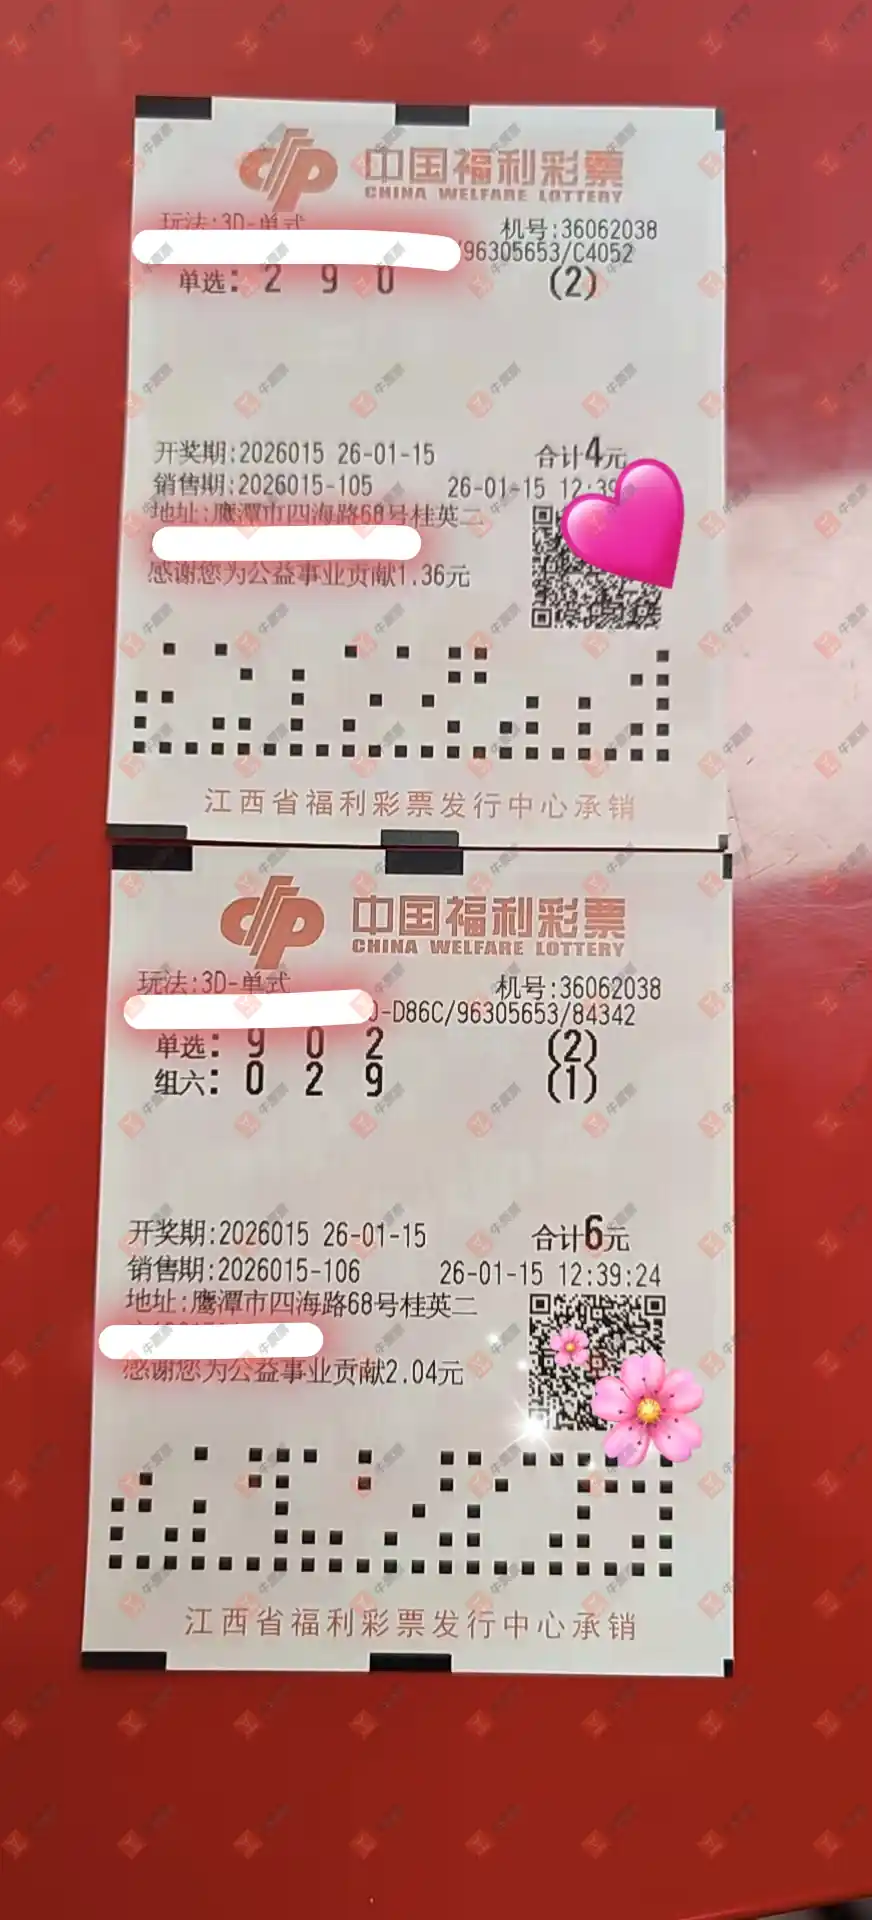 中国福利彩票
CHINA WELFARE LOTTERY
玩法:3D-单式 机号:36062038
/96305653/C4052
单选: 2 9 0 (2)
开奖期:2026015 26-01-15 合计4元
销售期:2026015-105 26-01-15 12:39
地址:鹰潭市四海路68号桂英二
感谢您为公益事业贡献1.36元
江西省福利彩票发行中心承销
中国福利彩票
CHINA WELFARE LOTTERY
玩法:3D-单式 机号:36062038
-D86C/96305653/84342
单选: 9 0 2 (2)
组六: 0 2 9 (1)
开奖期:2026015 26-01-15 合计6元
销售期:2026015-106 26-01-15 12:39:24
地址:鹰潭市四海路68号桂英二
感谢您为公益事业贡献2.04元
江西省福利彩票发行中心承销